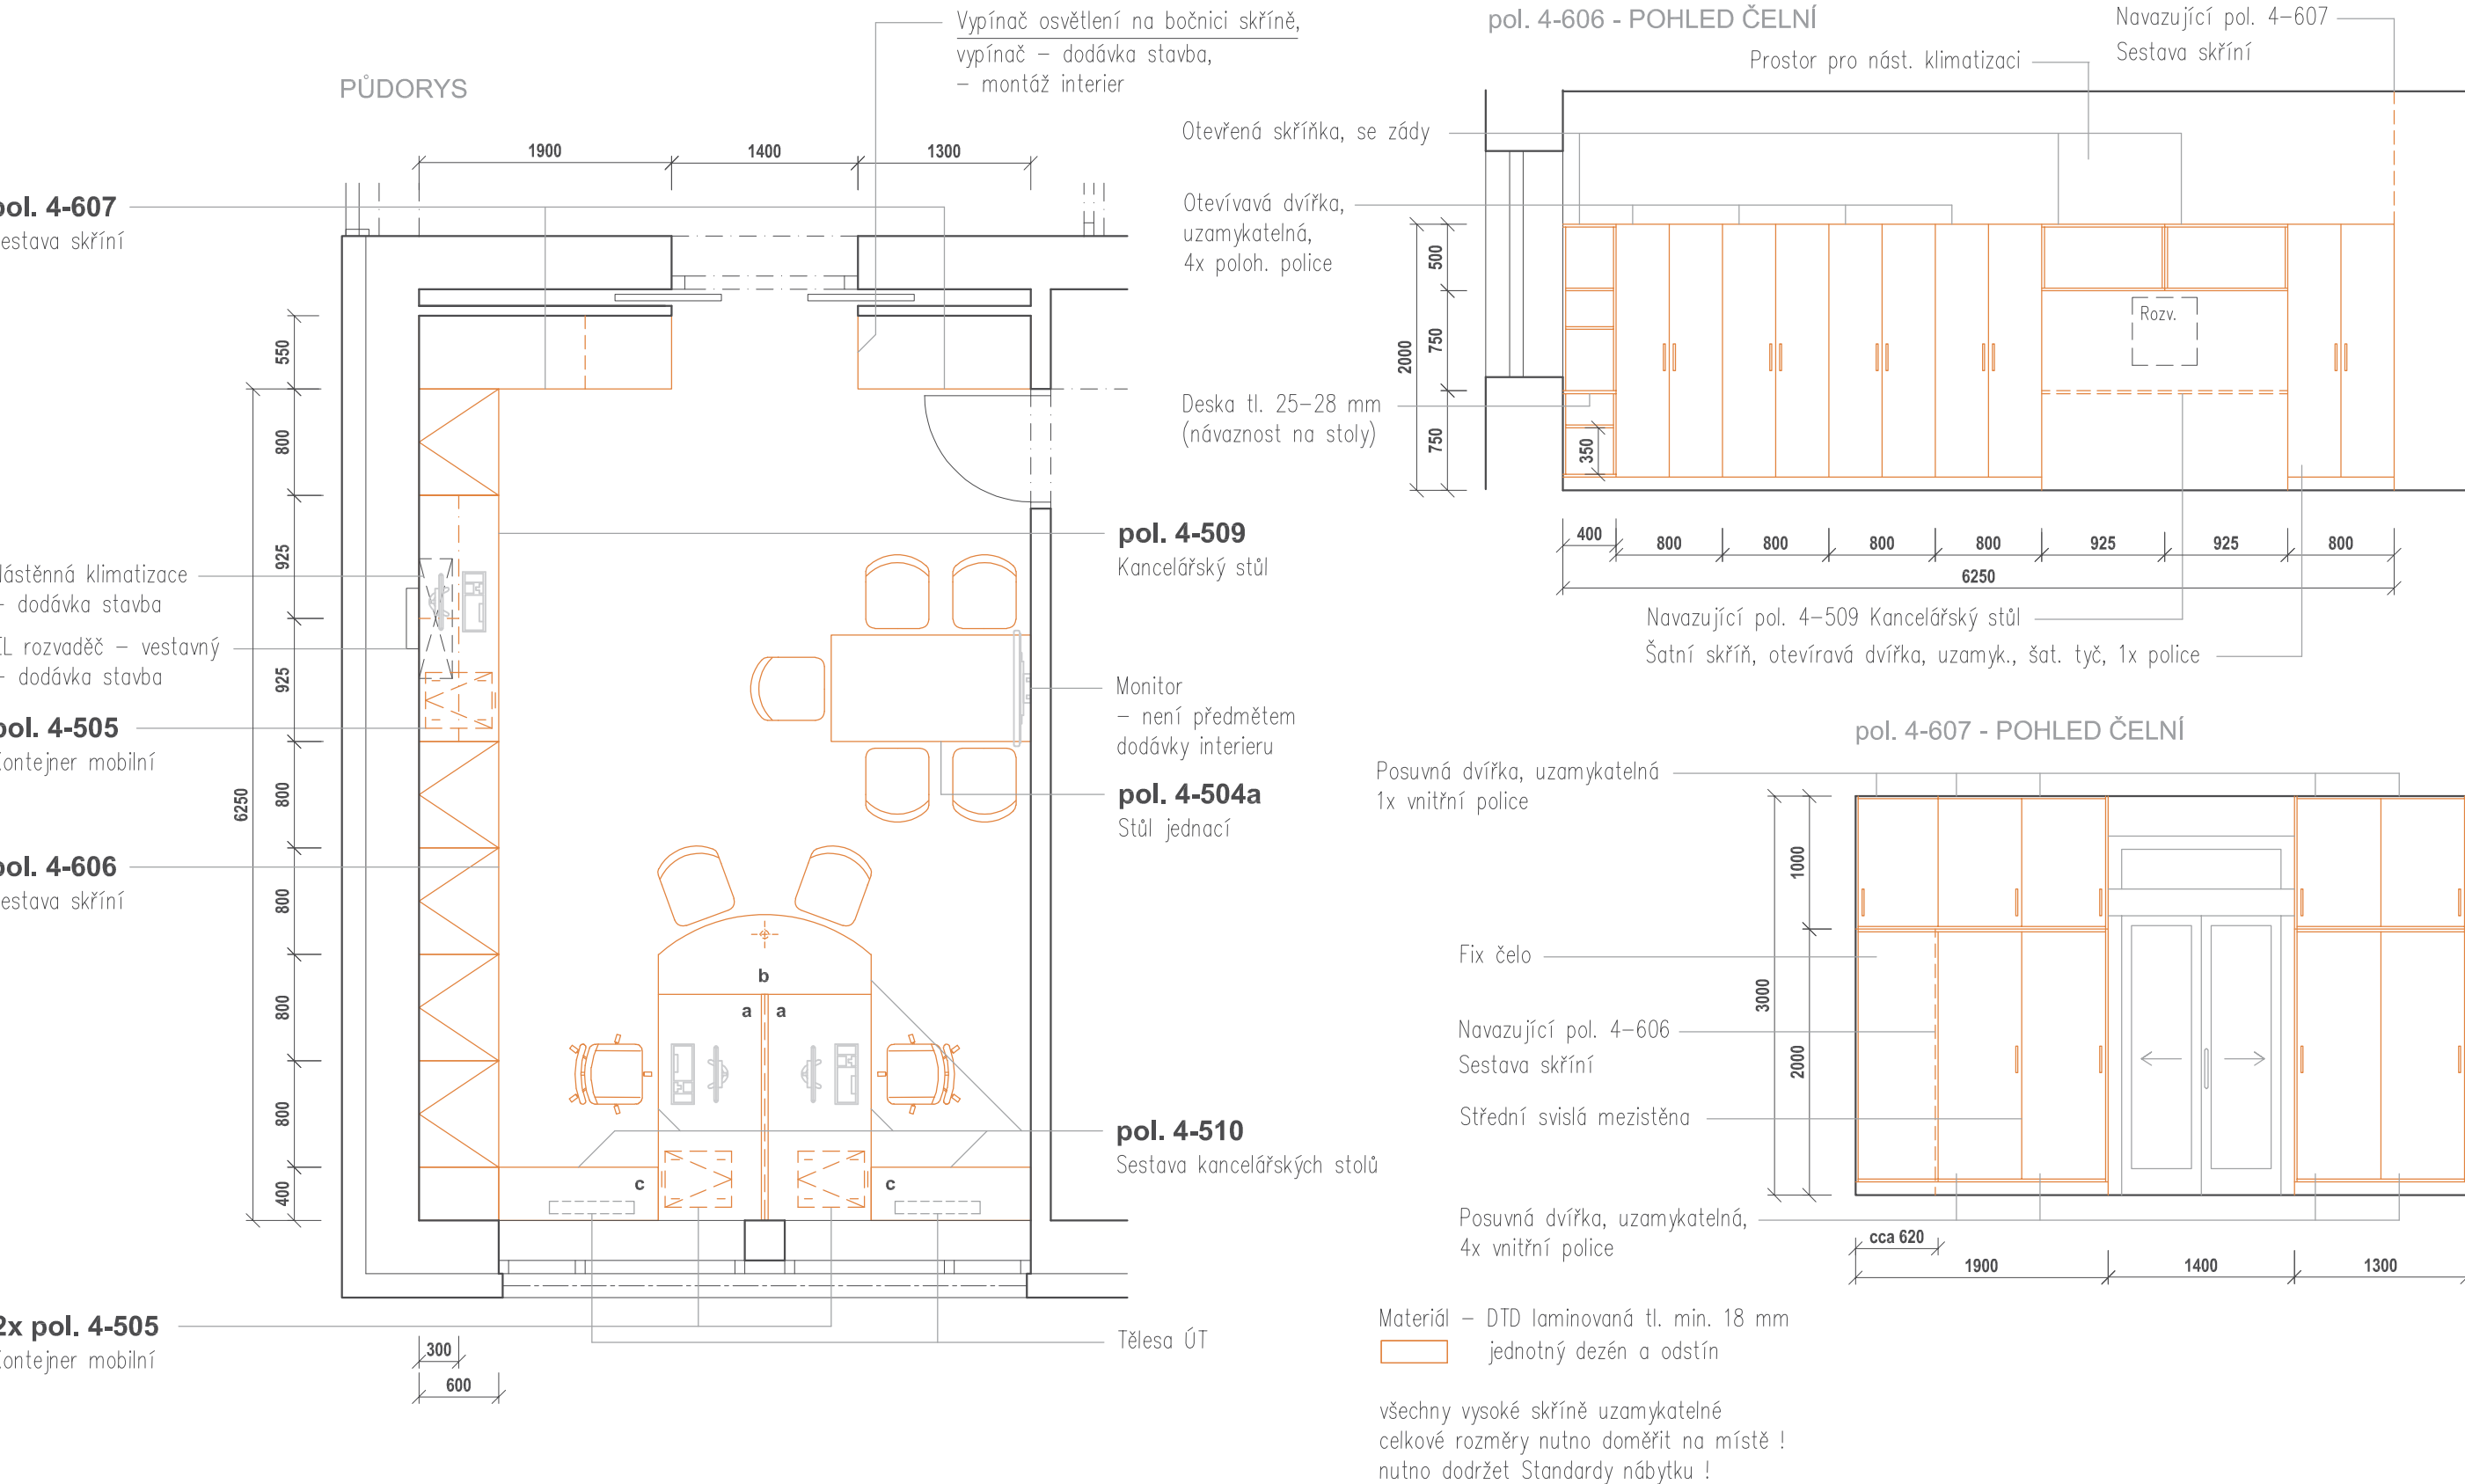 PŮDORYS
Vypínač osvětlení na bočnici skříně,
vypínač – dodávka stavba,
– montáž interier
1900
1400
1300
pol. 4-607
Sestava skříní
550
800
925
925
800
800
800
800
400
6250
Nástěnná klimatizace
– dodávka stavba
EL rozvaděč – vestavný
– dodávka stavba
pol. 4-505
Kontejner mobilní
pol. 4-606
Sestava skříní
2x pol. 4-505
Kontejner mobilní
300
600
pol. 4-509
Kancelářský stůl
Monitor
– není předmětem
dodávky interieru
pol. 4-504a
Stůl jednací
b
a
a
c
c
pol. 4-510
Sestava kancelářských stolů
Tělesa ÚT
pol. 4-606 - POHLED ČELNÍ
Navazující pol. 4–607
Sestava skříní
Prostor pro nást. klimatizaci
Otevřená skříňka, se zády
Otevívavá dvířka,
uzamykatelná,
4x poloh. police
Deska tl. 25–28 mm
(návaznost na stoly)
2000
500
750
750
350
Rozv.
400
800
800
800
800
925
925
800
6250
Navazující pol. 4–509 Kancelářský stůl
Šatní skříň, otevíravá dvířka, uzamyk., šat. tyč, 1x police
pol. 4-607 - POHLED ČELNÍ
Posuvná dvířka, uzamykatelná
1x vnitřní police
Fix čelo
Navazující pol. 4–606
Sestava skříní
Střední svislá mezistěna
Posuvná dvířka, uzamykatelná,
4x vnitřní police
3000
1000
2000
cca 620
1900
1400
1300
Materiál – DTD laminovaná tl. min. 18 mm
jednotný dezén a odstín
všechny vysoké skříně uzamykatelné
celkové rozměry nutno doměřit na místě !
nutno dodržet Standardy nábytku !